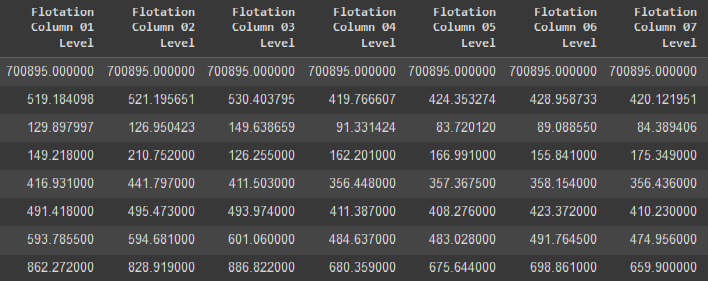 Flotation Flotation Flotation Flotation Flotation Flotation Flotation
Column 01 Column 02 Column 03 Column 04 Column 05 Column 06 Column 07
Level Level Level Level Level Level Level
700895.000000 700895.000000 700895.000000 700895.000000 700895.000000 700895.000000 700895.000000
519.184098 521.195651 530.403795 419.766607 424.353274 428.958733 420.121951
129.897997 126.950423 149.638659 91.331424 83.720120 89.088550 84.389406
149.218000 210.752000 126.255000 162.201000 166.991000 155.841000 175.349000
416.931000 441.797000 411.503000 356.448000 357.367500 358.154000 356.436000
491.418000 495.473000 493.974000 411.387000 408.276000 423.372000 410.230000
593.785500 594.681000 601.060000 484.637000 483.028000 491.764500 474.956000
862.272000 828.919000 886.822000 680.359000 675.644000 698.861000 659.900000